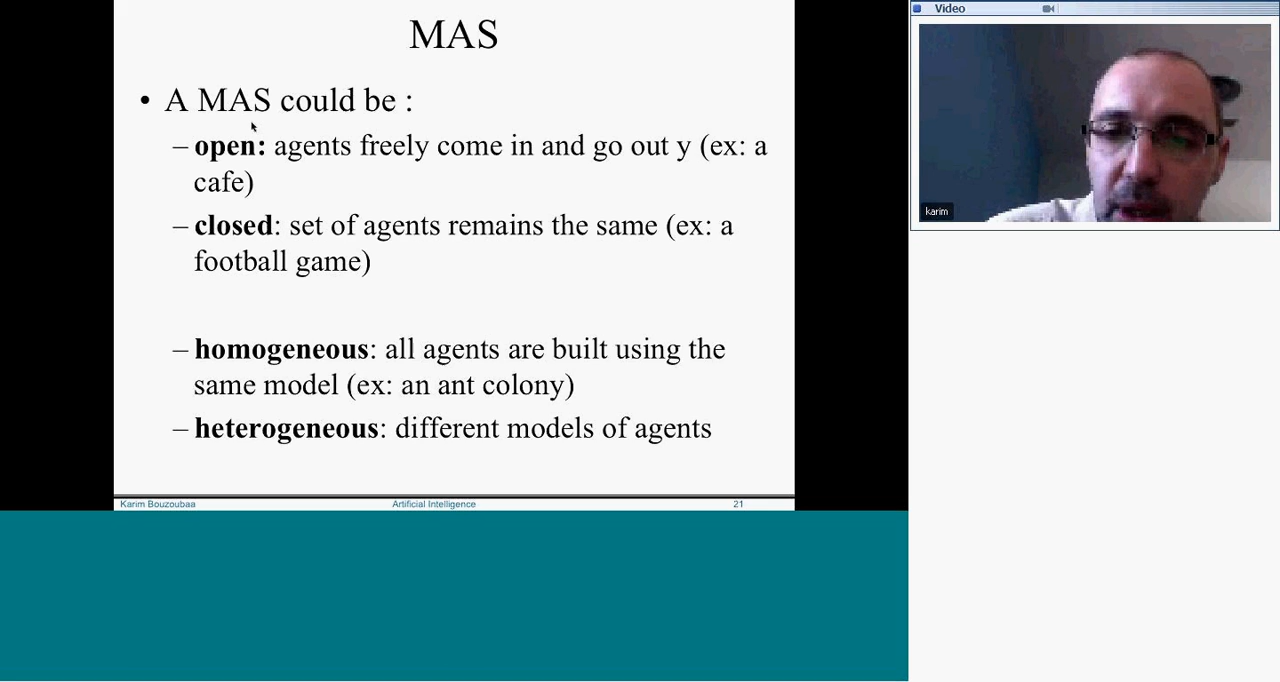 MAS
• A MAS could be :
– open: agents freely come in and go out y (ex: a
cafe)
– closed: set of agents remains the same (ex: a
football game)
– homogeneous: all agents are built using the
same model (ex: an ant colony)
– heterogeneous: different models of agents
Karim Bouzoubaa Artificial Intelligence 21
Video
karim